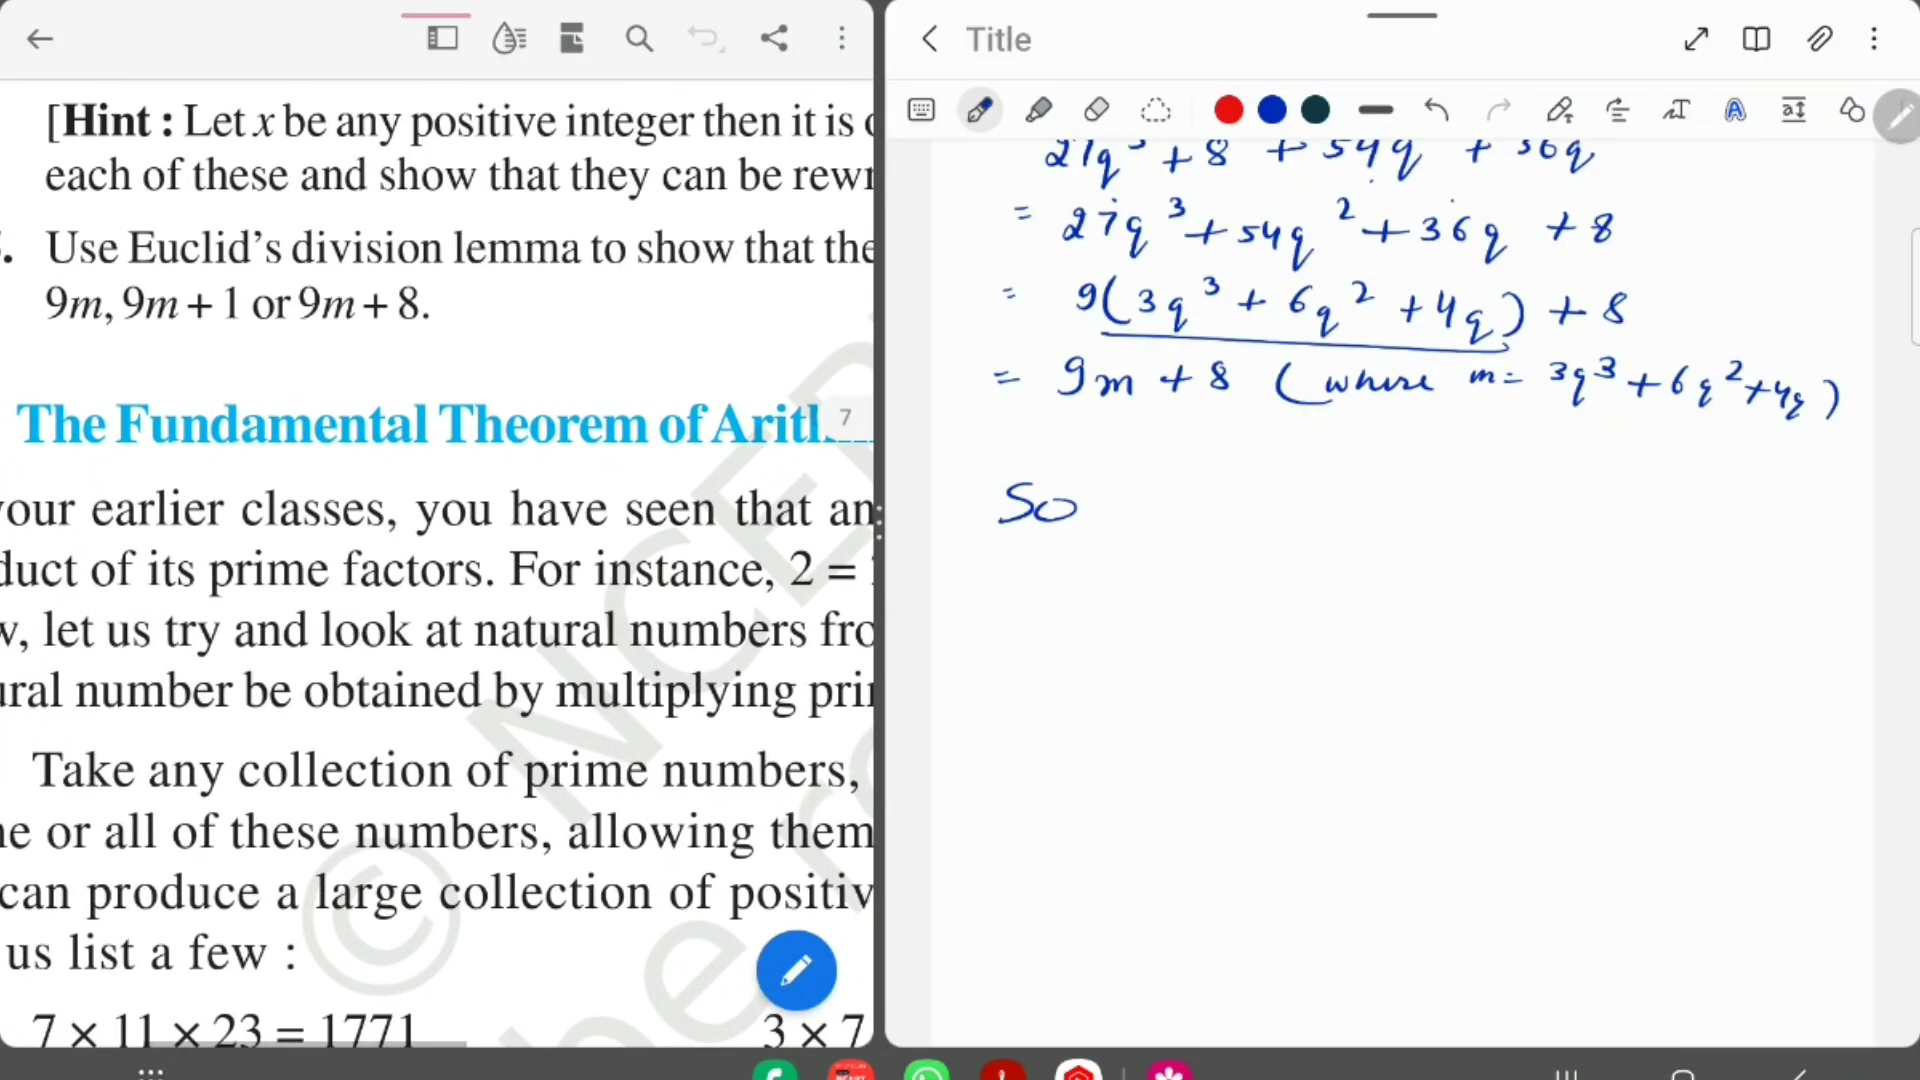 Title
[Hint : Let x be any positive integer then it is
each of these and show that they can be
Use Euclid’s division lemma to show that the
9m, 9m + 1 or 9m + 8.
The Fundamental Theorem of
7
your earlier classes, you have seen that an
duct of its prime factors. For instance, 2 =
w, let us try and look at natural numbers fro
ural number be obtained by multiplying pri
Take any collection of prime numbers,
ne or all of these numbers, allowing them
can produce a large collection of positiv
us list a few :
7 × 11 × 23 = 1771
3 × 7
27q³ + 8 + 54q + 36q
= 27q³ + 54q² + 36q + 8
= 9(3q³ + 6q² + 4q) + 8
= 9m + 8 (where m = 3q³ + 6q² + 4q)
So